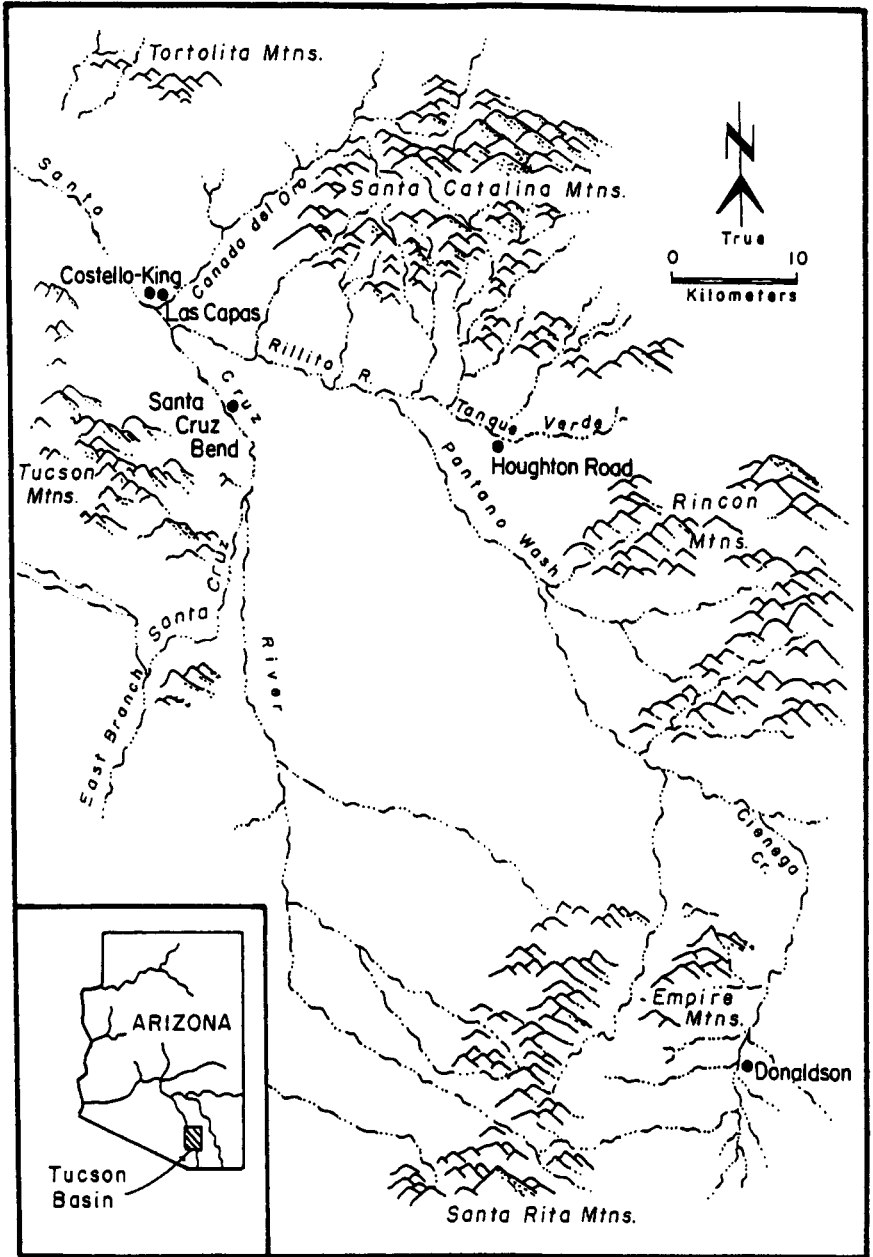 Tortolita Mtns.
Santa
Canada del Oro
Santa Catalina Mtns.
N
True
0 10
Kilometers
Costello-King
Las Capas
Rillito R.
Cruz
Santa
Cruz
Bend
Tanque Verde
Houghton Road
Tucson
Mtns.
Pantano Wash
Rincon
Mtns.
Santa Cruz
East Branch
River
Cienega
Cr.
Empire
Mtns.
Donaldson
ARIZONA
Tucson
Basin
Santa Rita Mtns.